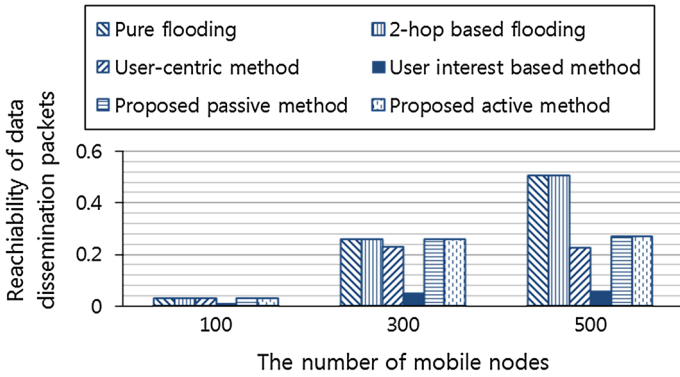 Pure flooding
2-hop based flooding
User-centric method
User interest based method
Proposed passive method
Proposed active method
Reachiability of data
dissemination packets
0.6
0.4
0.2
0
100
300
500
The number of mobile nodes